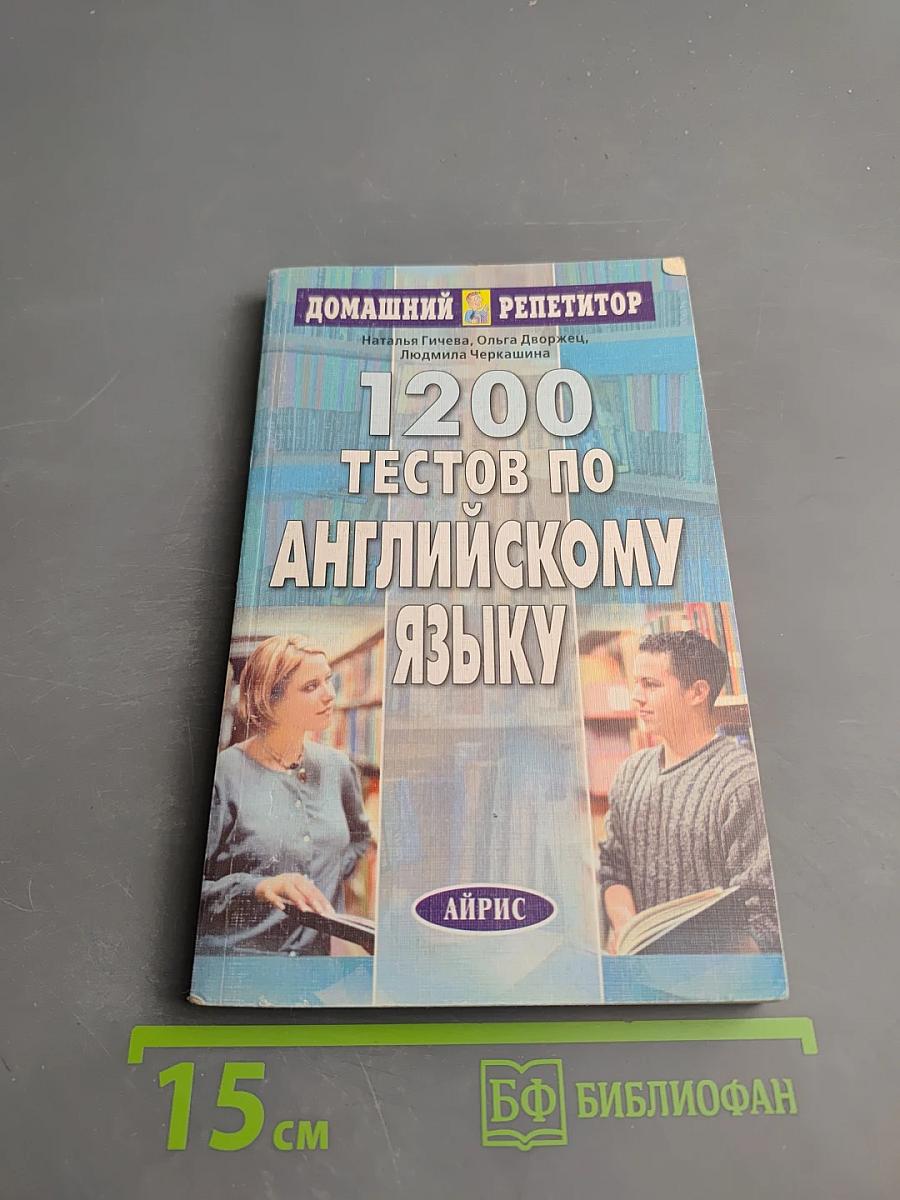 ДОМАШНИЙ РЕПЕТИТОР
Наталья Гичева, Ольга Дворжец,
Людмила Черкашина
1200
ТЕСТОВ ПО
АНГЛИЙСКОМУ
ЯЗЫКУ
АЙРИС
15 см
БФ БИБЛИОФАН